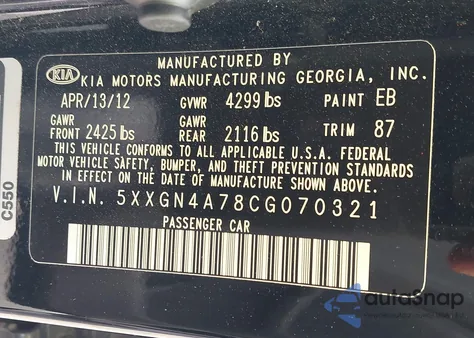 MANUFACTURED BY
KIA KIA MOTORS MANUFACTURING GEORGIA, INC.
APR/13/12 GVWR 4299 lbs PAINT EB
GAWR GAWR
FRONT 2425 lbs REAR 2116 lbs TRIM 87
THIS VEHICLE CONFORMS TO ALL APPLICABLE U.S.A. FEDERAL
MOTOR VEHICLE SAFETY, BUMPER, AND THEFT PREVENTION STANDARDS
IN EFFECT ON THE DATE OF MANUFACTURE SHOWN ABOVE.
V.I.N. 5XXGN4A78CG070321
PASSENGER CAR
C550
autoSnap